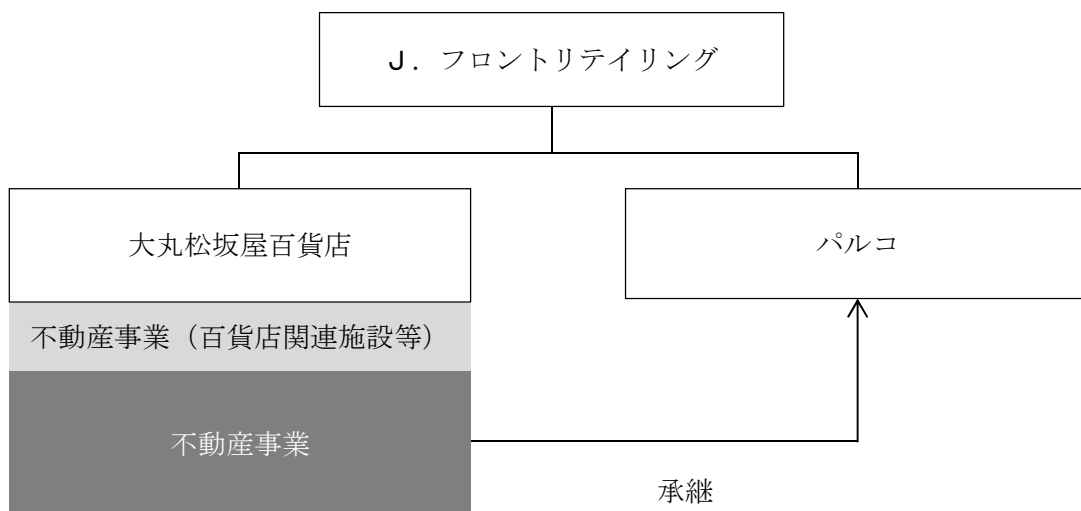 J．フロントリテイリング
大丸松坂屋百貨店
パルコ
不動産事業（百貨店関連施設等）
不動産事業
承継